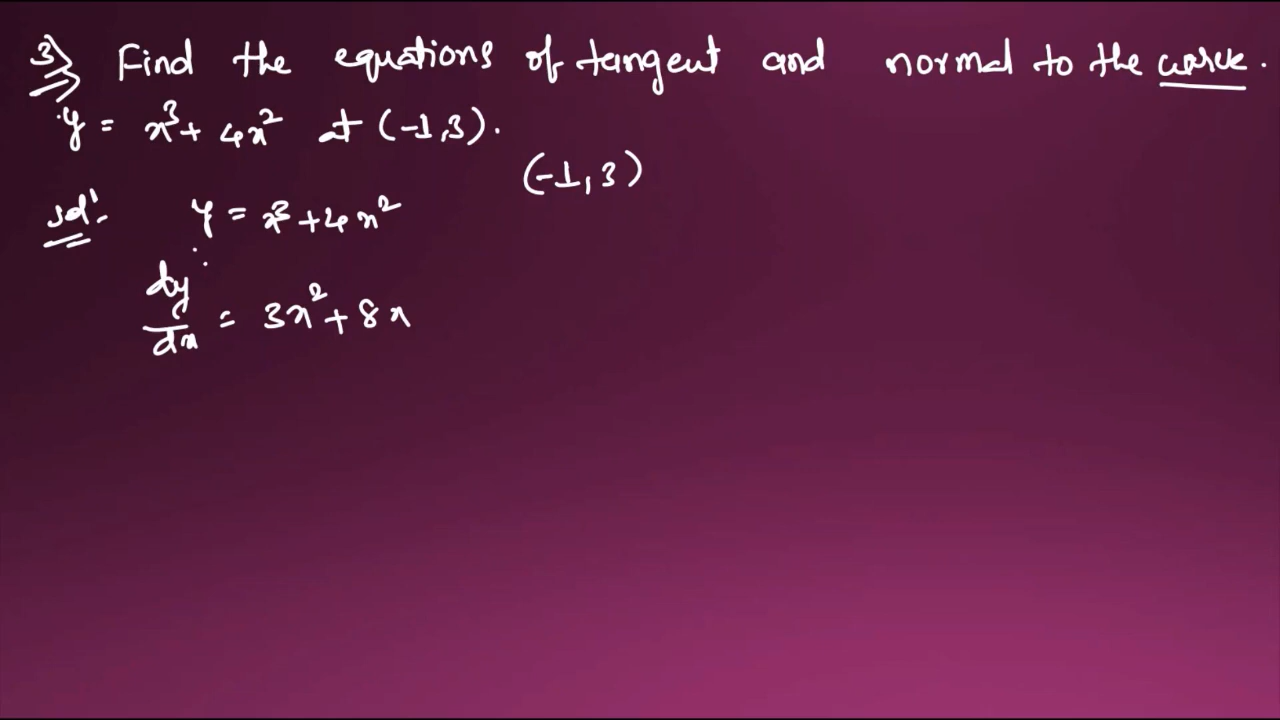 3) Find the equations of tangent and normal to the curve.
y = x³ + 4x² at (-1,3).
(-1,3)
sol: y = x³ + 4x²
dy/dx = 3x² + 8x